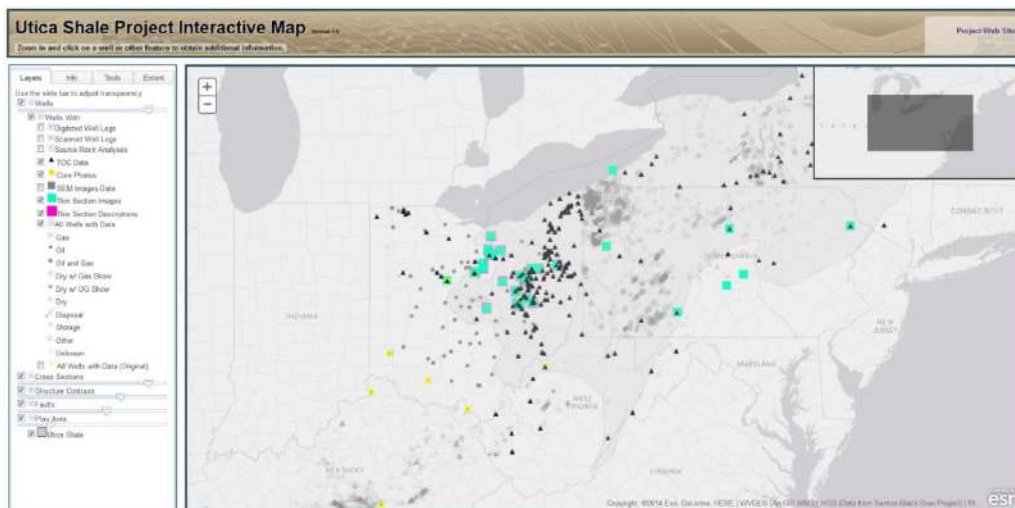 Utica Shale Project Interactive Map
Zoom in and click on a well or other feature to obtain additional information.
Project Web Site
Layers
Info
Tools
Extent
Use the slide bar to adjust transparency
Wells
Wells With
Digitized Well Logs
Scanned Well Logs
Source Rock Analyses
TOC Data
Core Photos
SEM Images Data
Thin Section Images
Thin Section Descriptions
All Wells with Data
Gas
Oil
Oil and Gas
Dry w/ Gas Show
Dry w/ OG Show
Dry
Disposal
Storage
Other
Unknown
All Wells with Data (Original)
Cross Sections
Structure Contours
Faults
Play Area
Utica Shale
+
−
INDIANA
KENTUCKY
WEST
VIRGINIA
VIRGINIA
MARYLAND
PENNSYLVANIA
NEW
JERSEY
CONNECTICUT
esri